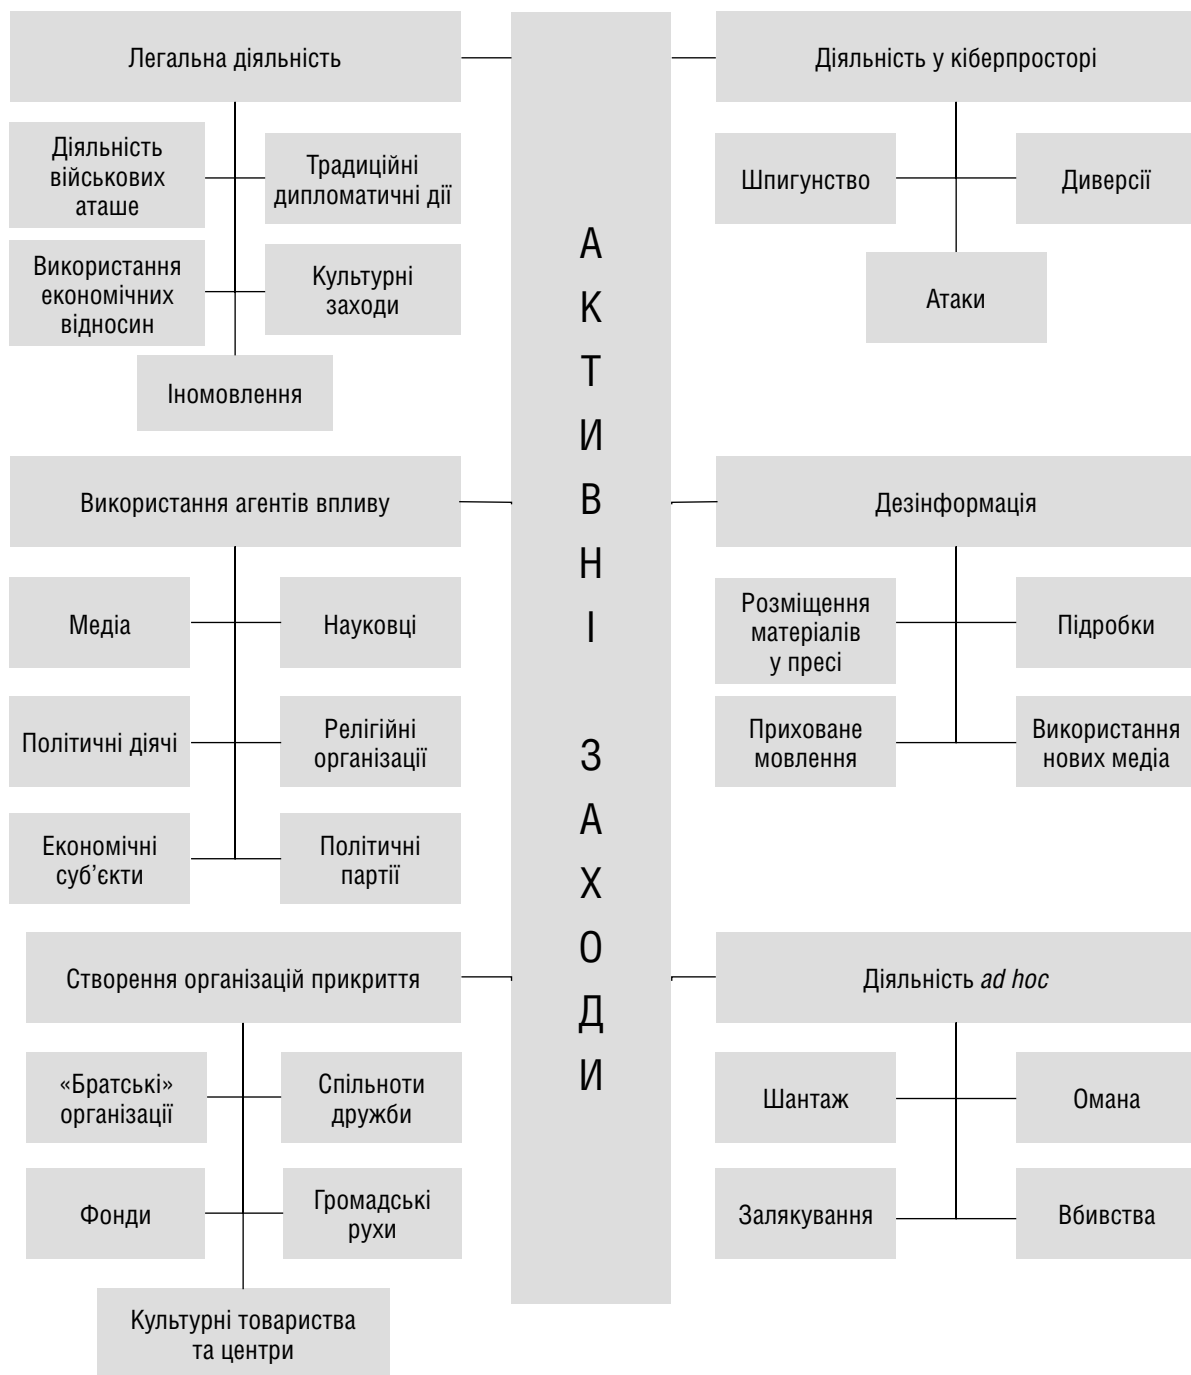 Легальна діяльність
Діяльність
військових
аташе
Традиційні
дипломатичні дії
Використання
економічних
відносин
Культурні
заходи
Іномовлення
Використання агентів впливу
Медіа
Науковці
Політичні діячі
Релігійні
організації
Економічні
суб’єкти
Політичні
партії
Створення організацій прикриття
«Братські»
організації
Спільноти
дружби
Фонди
Громадські
рухи
Культурні товариства
та центри
А
К
Т
И
В
Н
І
З
А
Х
О
Д
И
Діяльність у кіберпросторі
Шпигунство
Диверсії
Атаки
Дезінформація
Розміщення
матеріалів
у пресі
Підробки
Приховане
мовлення
Використання
нових медіа
Діяльність ad hoc
Шантаж
Омана
Залякування
Вбивства